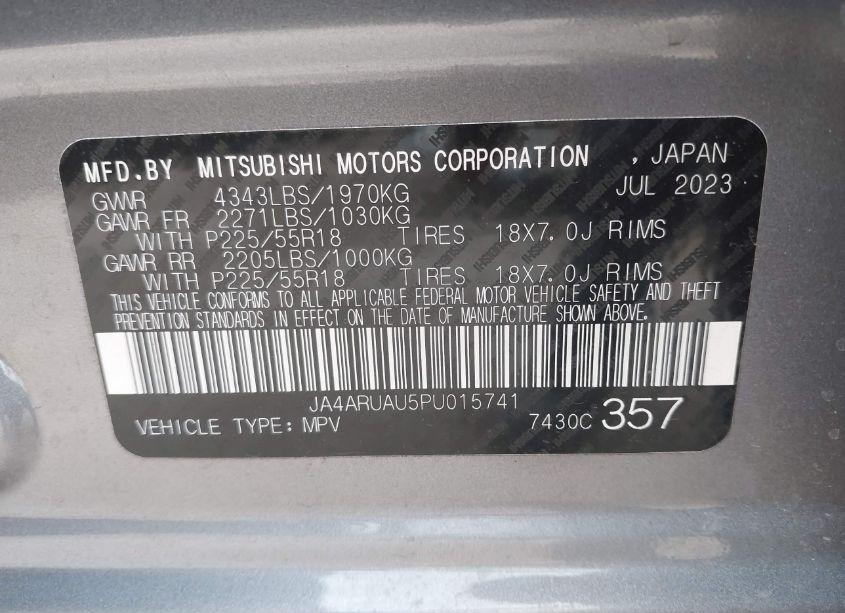 MFD.BY MITSUBISHI MOTORS CORPORATION , JAPAN
GVWR 4343LBS/1970KG JUL 2023
GAWR FR 2271LBS/1030KG
WITH P225/55R18 TIRES 18X7.0J RIMS
GAWR RR 2205LBS/1000KG
WITH P225/55R18 TIRES 18X7.0J RIMS
THIS VEHICLE CONFORMS TO ALL APPLICABLE FEDERAL MOTOR VEHICLE SAFETY AND THEFT
PREVENTION STANDARDS IN EFFECT ON THE DATE OF MANUFACTURE SHOWN ABOVE.
JA4ARUAU5PU015741
VEHICLE TYPE: MPV 7430C 357